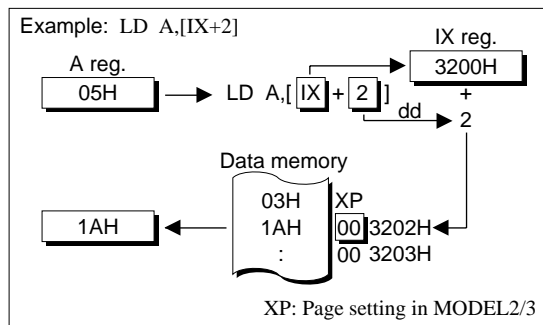 Example: LD A,[IX+2]
IX reg.
A reg.
3200H
05H
LD A,[ IX + 2 ]
+
dd
2
Data memory
03H
XP
1AH
1AH
00 3202H
:
00 3203H
XP: Page setting in MODEL2/3